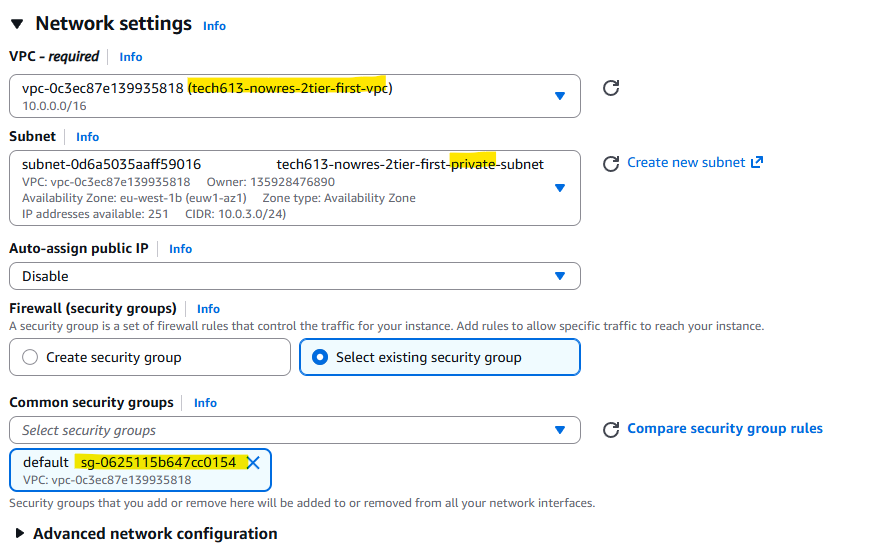 Network settings Info
VPC - required Info
vpc-0c3ec87e139935818 (tech613-nowres-2tier-first-vpc)
10.0.0.0/16
Subnet Info
subnet-0d6a5035aaff59016 tech613-nowres-2tier-first-private-subnet
VPC: vpc-0c3ec87e139935818 Owner: 135928476890
Availability Zone: eu-west-1b (euw1-az1) Zone type: Availability Zone
IP addresses available: 251 CIDR: 10.0.3.0/24)
Create new subnet
Auto-assign public IP Info
Disable
Firewall (security groups) Info
A security group is a set of firewall rules that control the traffic for your instance. Add rules to allow specific traffic to reach your instance.
Create security group
Select existing security group
Common security groups Info
Select security groups
Compare security group rules
default sg-0625115b647cc0154
VPC: vpc-0c3ec87e139935818
Security groups that you add or remove here will be added to or removed from all your network interfaces.
Advanced network configuration